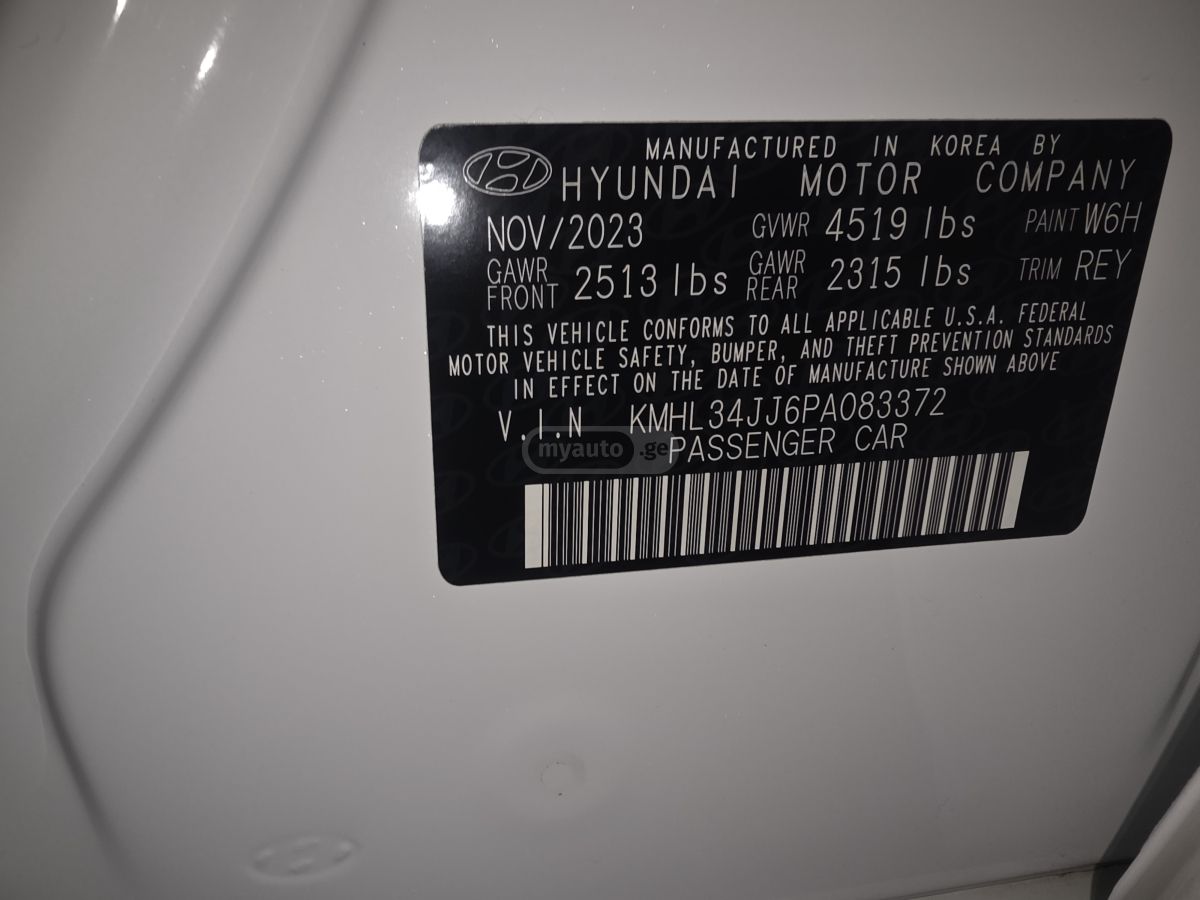 MANUFACTURED IN KOREA BY
HYUNDAI MOTOR COMPANY
NOV/2023 GVWR 4519 lbs PAINT W6H
GAWR FRONT 2513 lbs GAWR REAR 2315 lbs TRIM REY
THIS VEHICLE CONFORMS TO ALL APPLICABLE U.S.A. FEDERAL
MOTOR VEHICLE SAFETY, BUMPER, AND THEFT PREVENTION STANDARDS
IN EFFECT ON THE DATE OF MANUFACTURE SHOWN ABOVE
V.I.N KMHL34JJ6PA083372
PASSENGER CAR
myauto.ge